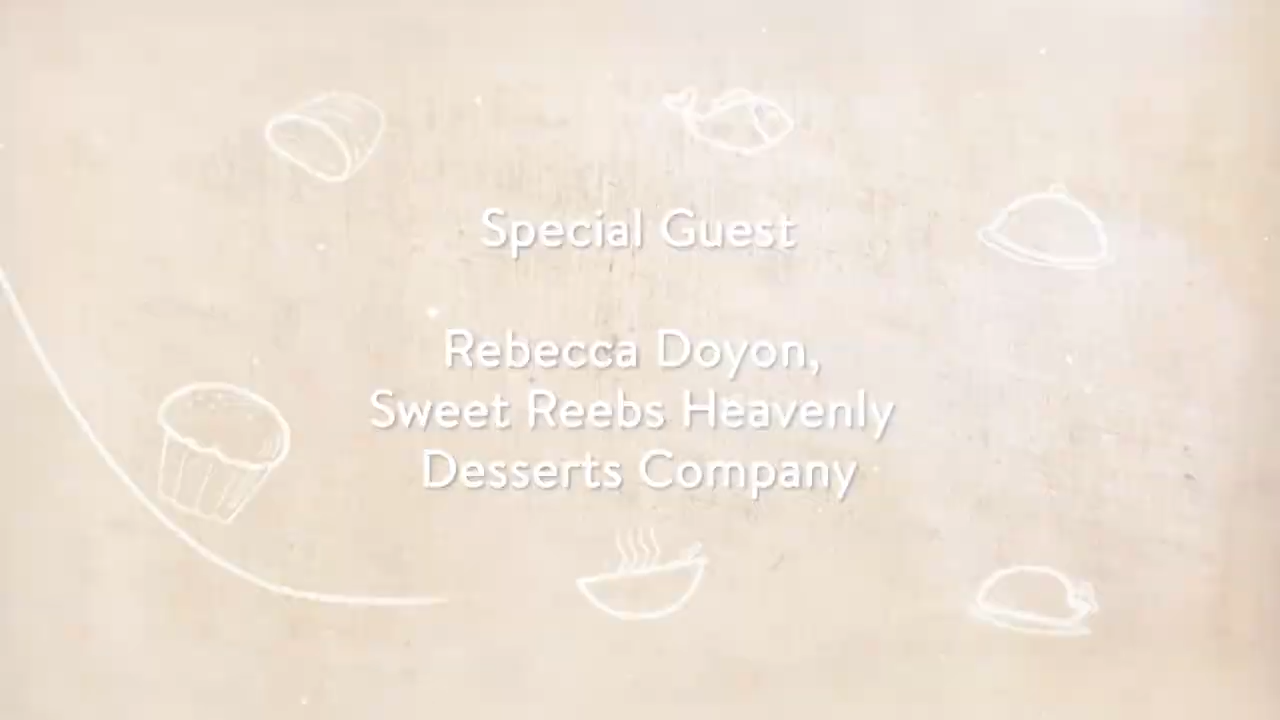 Special Guest
Rebecca Doyon,
Sweet Reebs Heavenly
Desserts Company